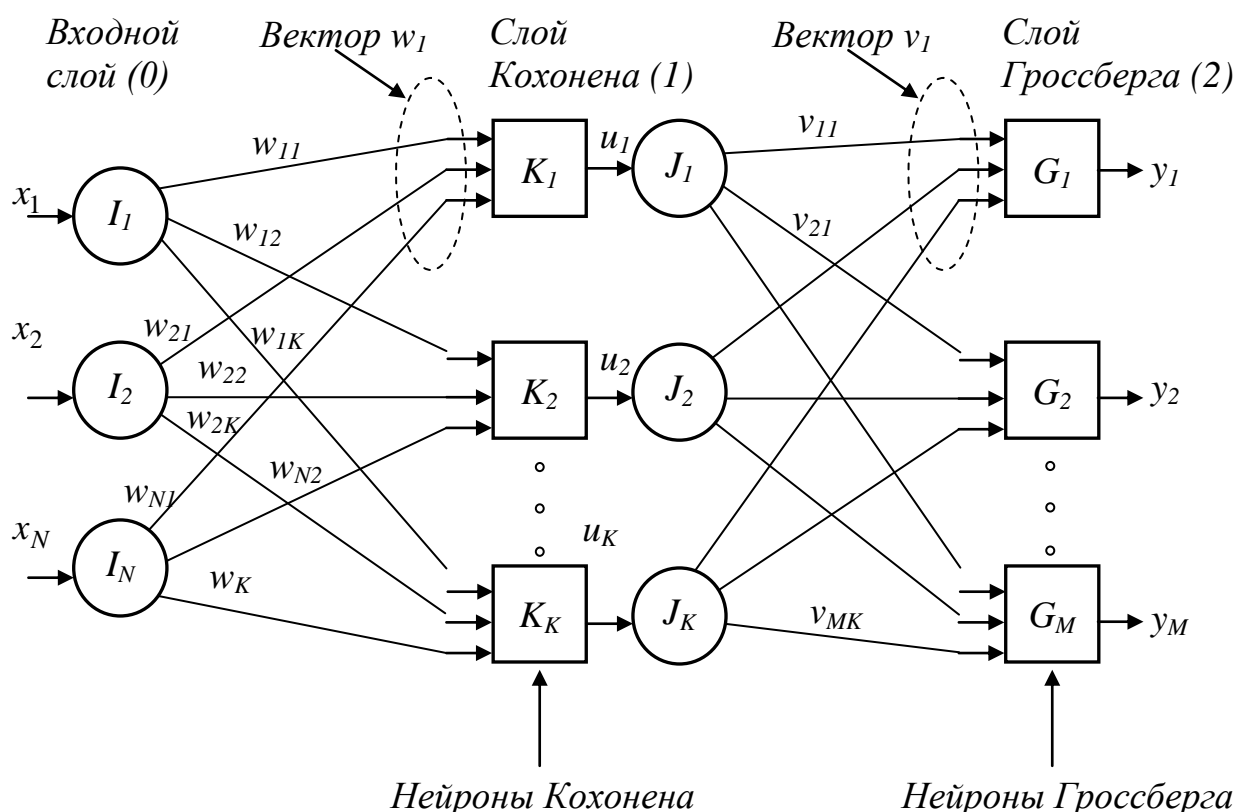 Входной
слой (0)
Вектор w1
Слой
Кохонена (1)
Вектор v1
Слой
Гроссберга (2)
x1
I1
w11
w12
w1K
K1
u1
J1
v11
v21
G1
y1
x2
I2
w21
w22
w2K
K2
u2
J2
G2
y2
xN
IN
wN1
wN2
wK
KK
uK
JK
vMK
GM
yM
Нейроны Кохонена
Нейроны Гроссберга